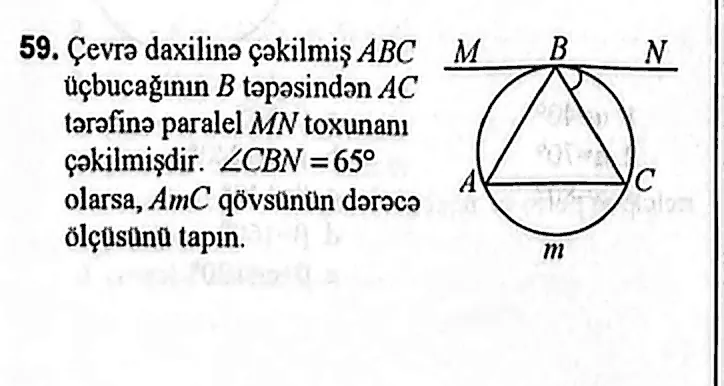 59. Çevrə daxilinə çəkilmiş ABC
üçbucağının B təpəsindən AC
tərəfinə paralel MN toxunanı
çəkilmişdir. ∠CBN = 65°
olarsa, AmC qövsünün dərəcə
ölçüsünü tapın.
M B N
A C
m